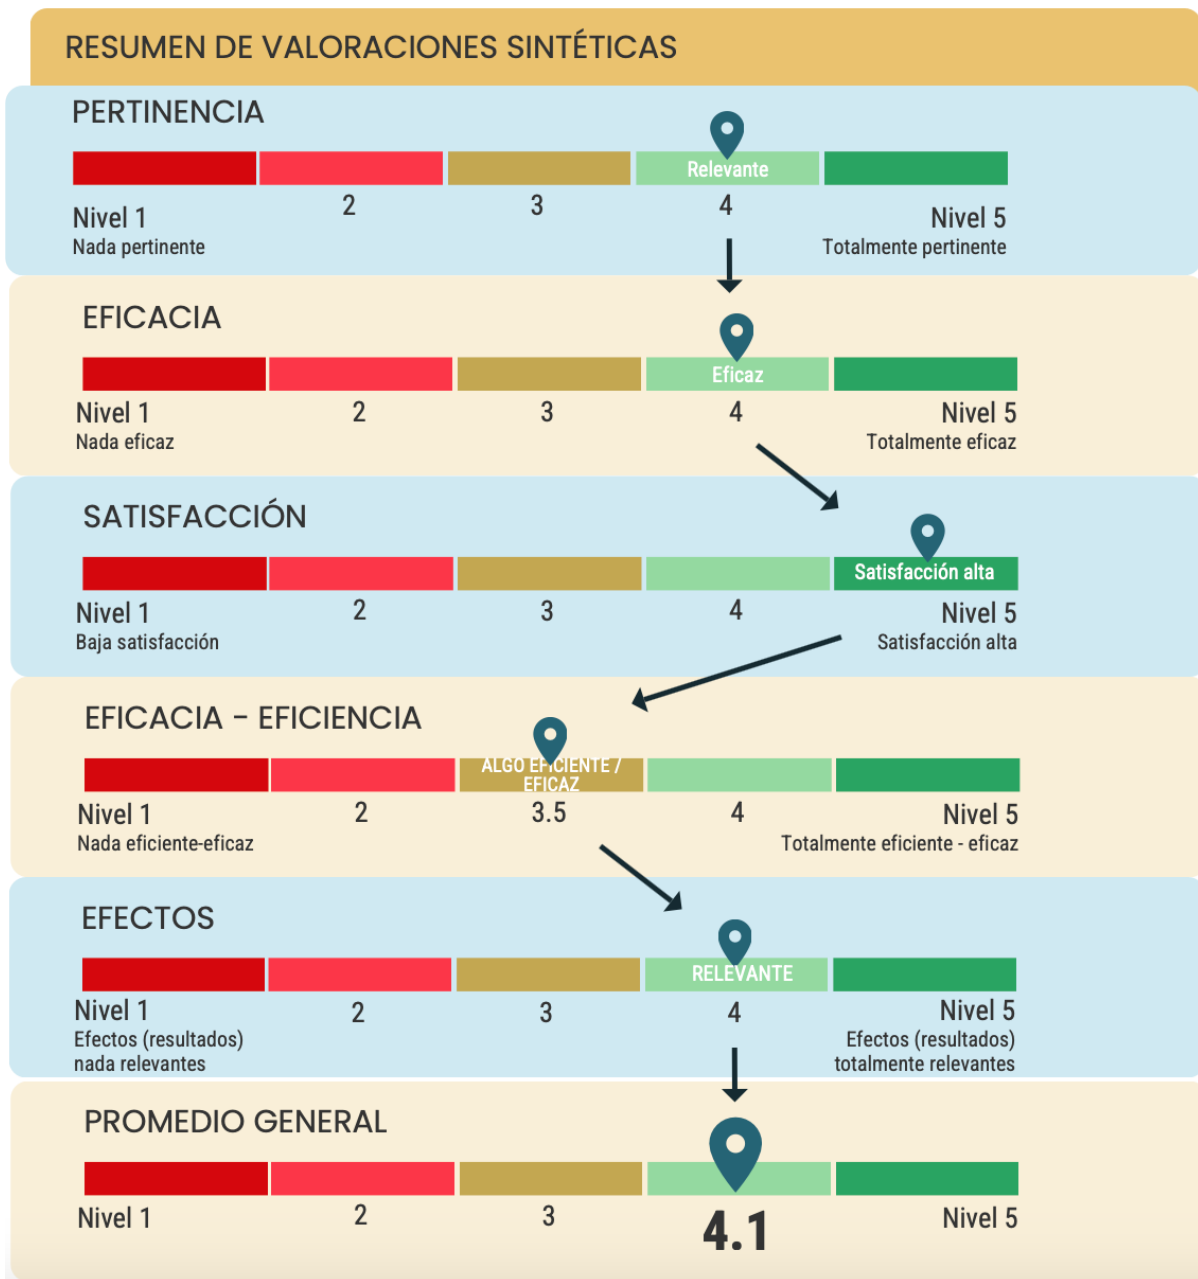 RESUMEN DE VALORACIONES SINTÉTICAS
PERTINENCIA
Relevante
2
3
4
Nivel 1
Nivel 5
Nada pertinente
Totalmente pertinente
EFICACIA
Eficaz
Nivel 1
2
3
4
Nivel 5
Nada eficaz
Totalmente eficaz
SATISFACCIÓN
Satisfacción alta
Nivel 1
2
3
4
Nivel 5
Baja satisfacción
Satisfacción alta
EFICACIA - EFICIENCIA
ALGO EFICIENTE /
EFICAZ
Nivel 1
2
3.5
4
Nivel 5
Nada eficiente-eficaz
Totalmente eficiente - eficaz
EFECTOS
RELEVANTE
Nivel 1
2
3
4
Nivel 5
Efectos (resultados)
nada relevantes
Efectos (resultados)
totalmente relevantes
PROMEDIO GENERAL
Nivel 1
2
3
4.1
Nivel 5